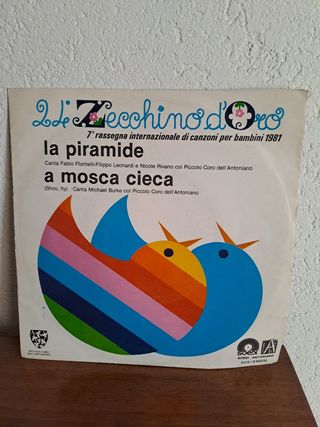 24° Zecchino d'Oro
7ª rassegna internazionale di canzoni per bambini 1981
la piramide
Canta Fabio Floritelli-Filippo Leonardi e Nicole Rivano col Piccolo Coro dell'Antoniano
a mosca cieca
(Shoo, fly) Canta Michael Burke col Piccolo Coro dell'Antoniano